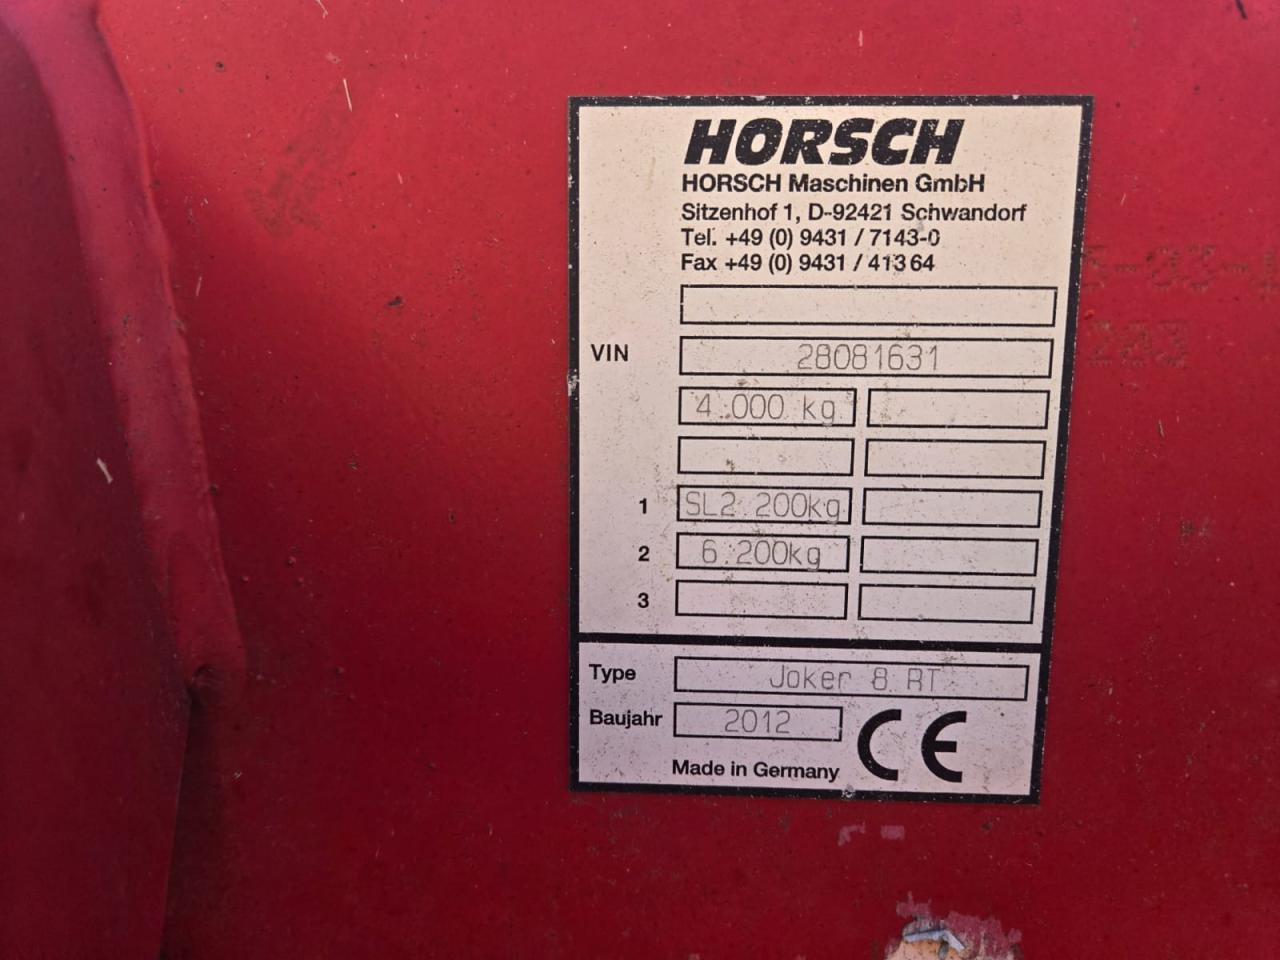 HORSCH
HORSCH Maschinen GmbH
Sitzenhof 1, D-92421 Schwandorf
Tel. +49 (0) 9431 / 7143-0
Fax +49 (0) 9431 / 41364
VIN 28081631
4.000 kg
1 SL2.200kg
2 6.200kg
3
Type Joker 8 RT
Baujahr 2012
Made in Germany CE